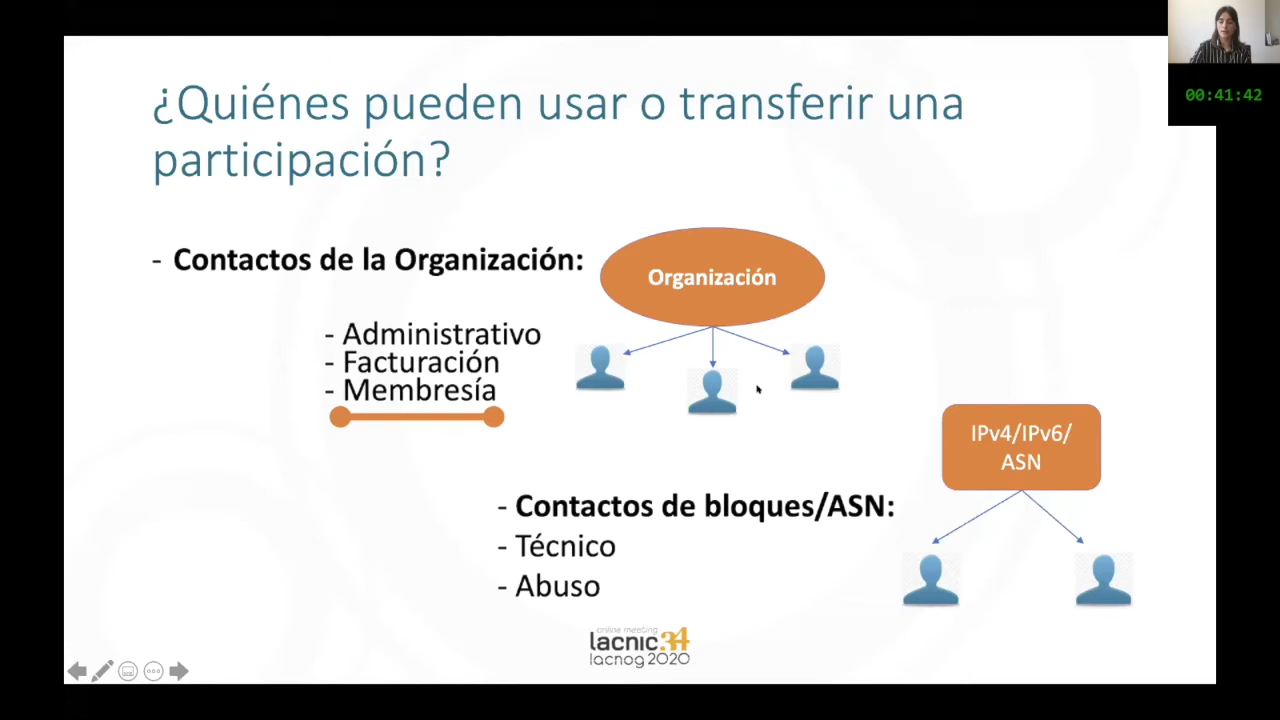 00:41:42
¿Quiénes pueden usar o transferir una
participación?
- Contactos de la Organización:
Organización
- Administrativo
- Facturación
- Membresía
IPv4/IPv6/
ASN
- Contactos de bloques/ASN:
- Técnico
- Abuso
online meeting
lacnic 34
lacnog 2020